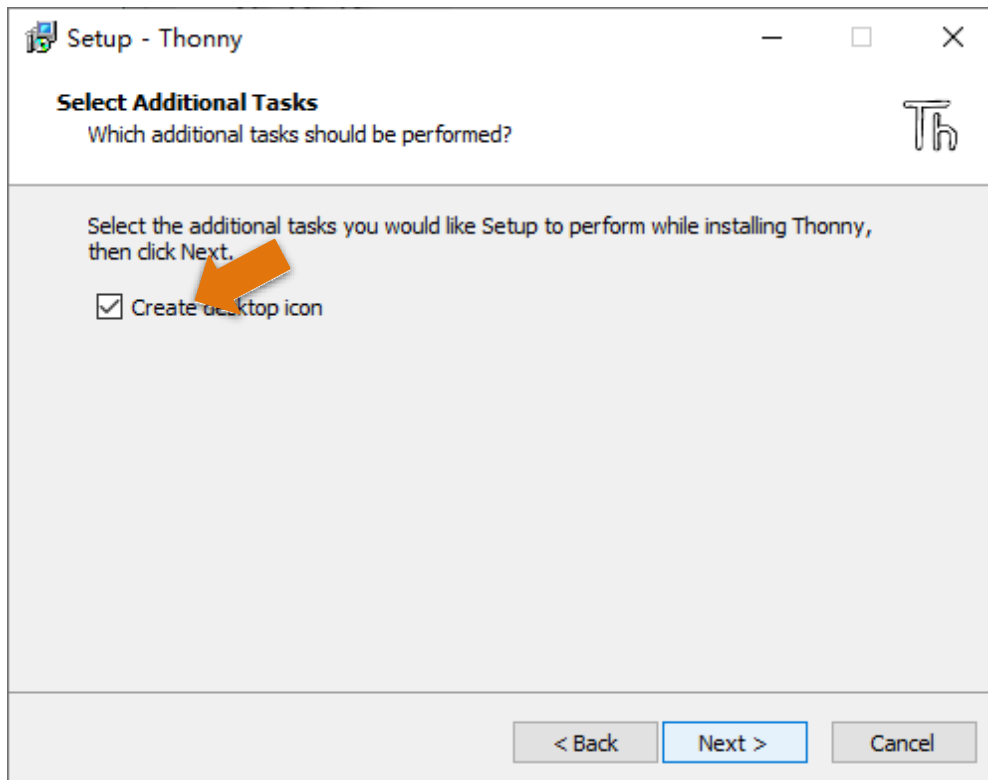 Setup - Thonny
Select Additional Tasks
Which additional tasks should be performed?
Th
Select the additional tasks you would like Setup to perform while installing Thonny,
then click Next.
Create desktop icon
< Back
Next >
Cancel